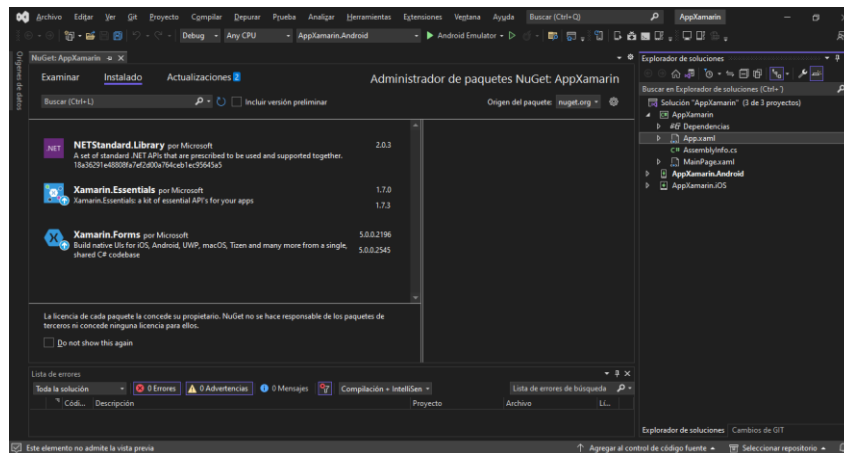 Archivo Editar Ver Git Proyecto Compilar Depurar Prueba Analizar Herramientas Extensiones Ventana Ayuda Buscar (Ctrl+Q) AppXamarin
Debug Any CPU AppXamarin.Android Android Emulator
Orígenes de datos
NuGet: AppXamarin
Examinar Instalado Actualizaciones 2 Administrador de paquetes NuGet: AppXamarin
Buscar (Ctrl+L) Incluir versión preliminar Origen del paquete: nuget.org
.NET
NETStandard.Library por Microsoft 2.0.3
A set of standard .NET APIs that are prescribed to be used and supported together.
18a36291e48808fa7ef2d00a764ceb1ec95645a5
Xamarin.Essentials por Microsoft 1.7.0
Xamarin.Essentials: a kit of essential API's for your apps 1.7.3
Xamarin.Forms por Microsoft 5.0.0.2196
Build native UIs for iOS, Android, UWP, macOS, Tizen and many more from a single, 5.0.0.2545
shared C# codebase
La licencia de cada paquete la concede su propietario. NuGet no se hace responsable de los paquetes de
terceros ni concede ninguna licencia para ellos.
Do not show this again
Lista de errores
Toda la solución 0 Errores 0 Advertencias 0 Mensajes Compilación + IntelliSen Lista de errores de búsqueda
Códi... Descripción Proyecto Archivo Lí...
Explorador de soluciones
Buscar en Explorador de soluciones (Ctrl+´)
Solución "AppXamarin" (3 de 3 proyectos)
AppXamarin
Dependencias
App.xaml
C# AssemblyInfo.cs
MainPage.xaml
AppXamarin.Android
AppXamarin.iOS
Explorador de soluciones Cambios de GIT
Este elemento no admite la vista previa Agregar al control de código fuente Seleccionar repositorio